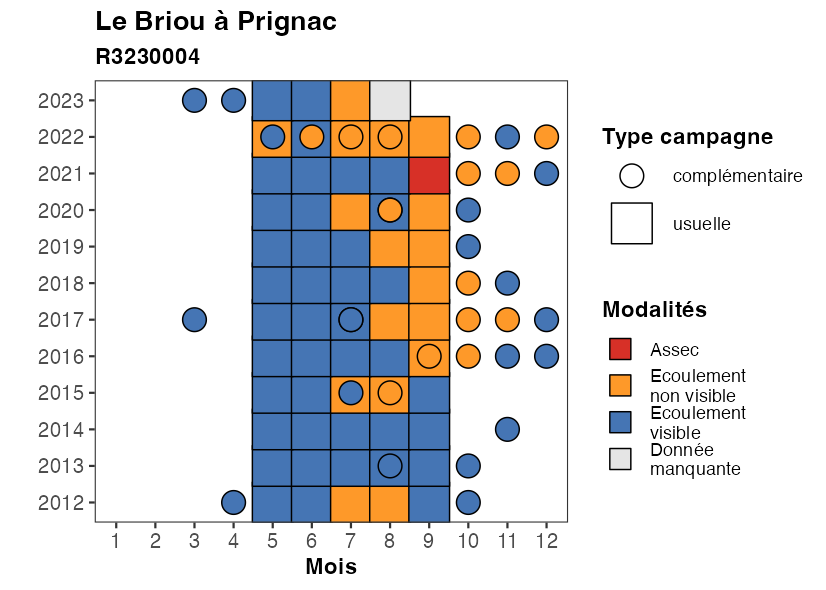 Le Briou à Prignac
R3230004
2023
2022
2021
2020
2019
2018
2017
2016
2015
2014
2013
2012
1 2 3 4 5 6 7 8 9 10 11 12
Mois
Type campagne
complémentaire
usuelle
Modalités
Assec
Ecoulement
non visible
Ecoulement
visible
Donnée
manquante